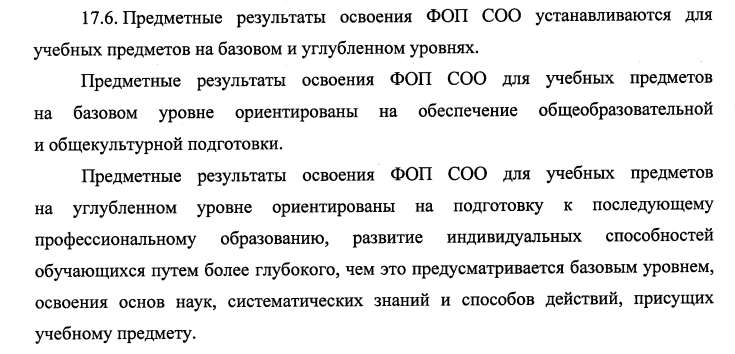 17.6. Предметные результаты освоения ФОП СОО устанавливаются для
учебных предметов на базовом и углубленном уровнях.
Предметные результаты освоения ФОП СОО для учебных предметов
на базовом уровне ориентированы на обеспечение общеобразовательной
и общекультурной подготовки.
Предметные результаты освоения ФОП СОО для учебных предметов
на углубленном уровне ориентированы на подготовку к последующему
профессиональному образованию, развитие индивидуальных способностей
обучающихся путем более глубокого, чем это предусматривается базовым уровнем,
освоения основ наук, систематических знаний и способов действий, присущих
учебному предмету.